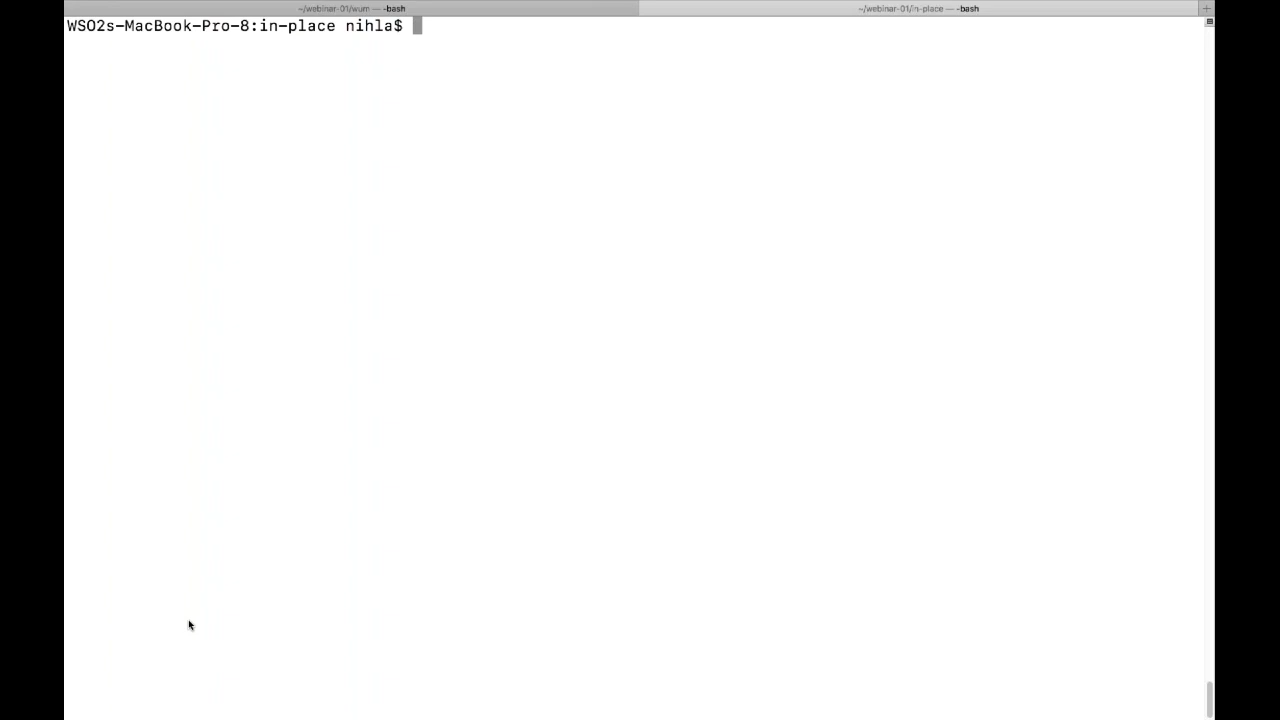 ~/webinar-01/wum — -bash
~/webinar-01/in-place — -bash
WSO2s-MacBook-Pro-8:in-place nihla$